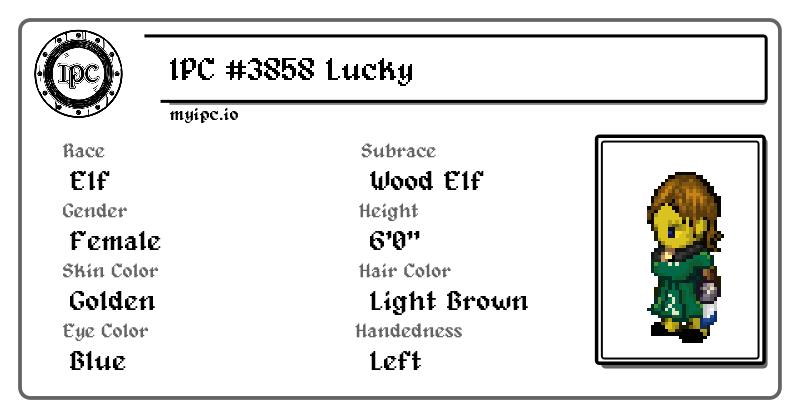 IPC
IPC #3858 Lucky
myipc.io
Race
Elf
Subrace
Wood Elf
Gender
Female
Height
6'0"
Skin Color
Golden
Hair Color
Light Brown
Eye Color
Blue
Handedness
Left